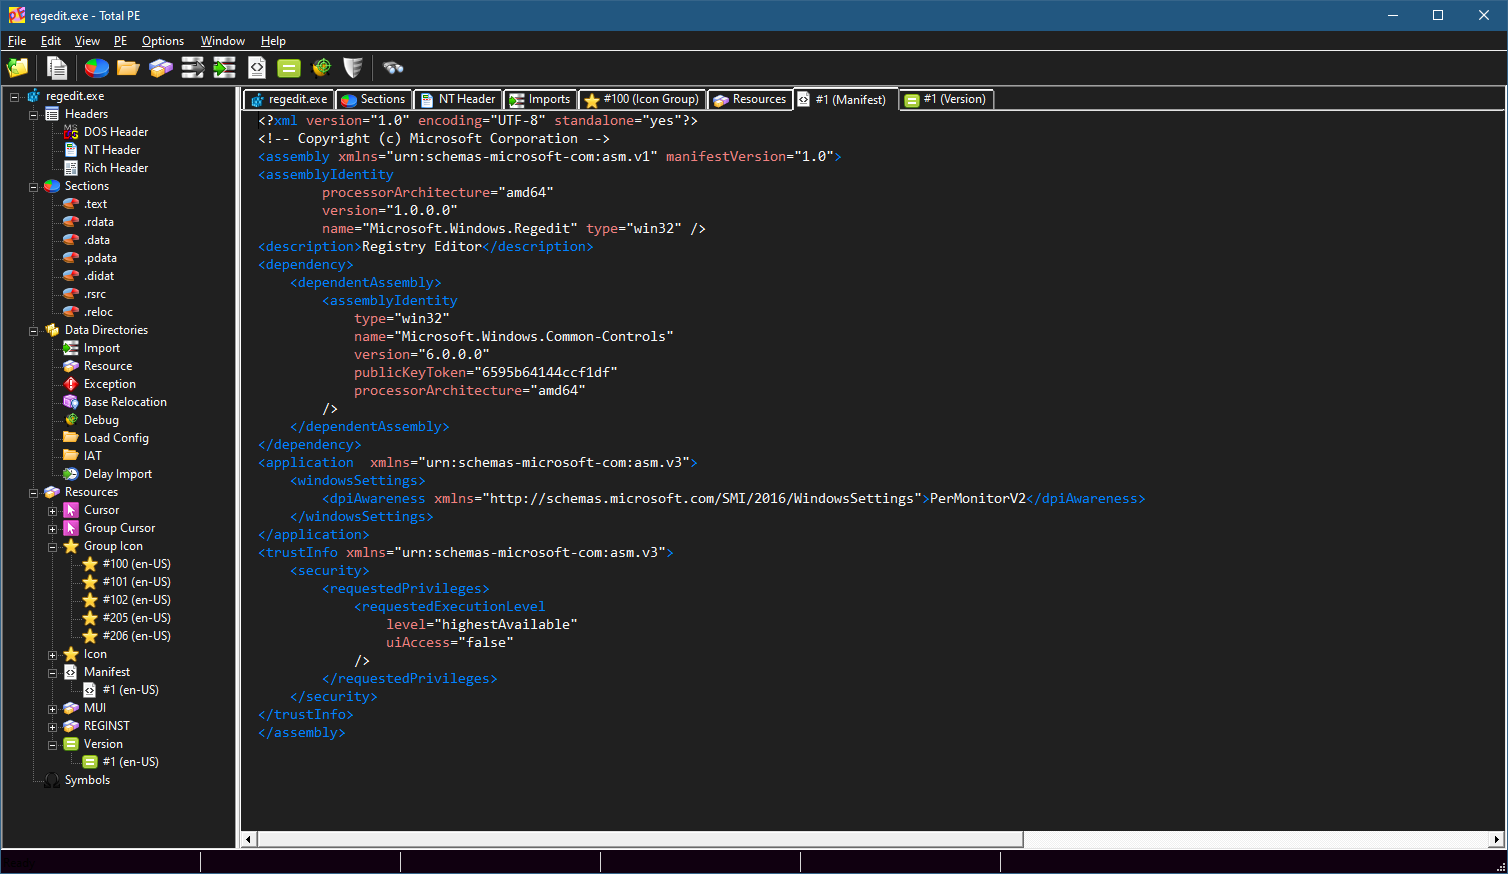 regedit.exe - Total PE
File Edit View PE Options Window Help
regedit.exe
Headers
MS DOS
DOS Header
NT Header
Rich Header
Sections
.text
.rdata
.data
.pdata
.didat
.rsrc
.reloc
Data Directories
Import
Resource
Exception
Base Relocation
Debug
Load Config
IAT
Delay Import
Resources
Cursor
Group Cursor
Group Icon
#100 (en-US)
#101 (en-US)
#102 (en-US)
#205 (en-US)
#206 (en-US)
Icon
Manifest
#1 (en-US)
MUI
REGINST
Version
#1 (en-US)
Symbols
regedit.exe Sections NT Header Imports #100 (Icon Group) Resources #1 (Manifest) #1 (Version)
<?xml version="1.0" encoding="UTF-8" standalone="yes"?>
<!-- Copyright (c) Microsoft Corporation -->
<assembly xmlns="urn:schemas-microsoft-com:asm.v1" manifestVersion="1.0">
<assemblyIdentity
processorArchitecture="amd64"
version="1.0.0.0"
name="Microsoft.Windows.Regedit" type="win32" />
<description>Registry Editor</description>
<dependency>
<dependentAssembly>
<assemblyIdentity
type="win32"
name="Microsoft.Windows.Common-Controls"
version="6.0.0.0"
publicKeyToken="6595b64144ccf1df"
processorArchitecture="amd64"
/>
</dependentAssembly>
</dependency>
<application  xmlns="urn:schemas-microsoft-com:asm.v3">
<windowsSettings>
<dpiAwareness xmlns="http://schemas.microsoft.com/SMI/2016/WindowsSettings">PerMonitorV2</dpiAwareness>
</windowsSettings>
</application>
<trustInfo xmlns="urn:schemas-microsoft-com:asm.v3">
<security>
<requestedPrivileges>
<requestedExecutionLevel
level="highestAvailable"
uiAccess="false"
/>
</requestedPrivileges>
</security>
</trustInfo>
</assembly>